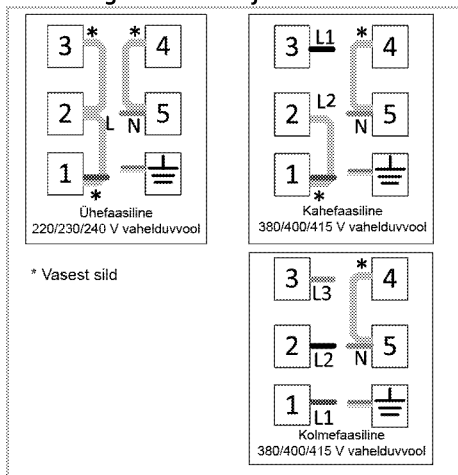 3 * * 4
2 L N 5
1
*
Ühefaasiline
220/230/240 V vahelduvvool
3 L1 * 4
2 L2 N 5
1
*
Kahefaasiline
380/400/415 V vahelduvvool
* Vasest sild
3 L3 * 4
2 L2 N 5
1 L1
Kolmefaasiline
380/400/415 V vahelduvvool